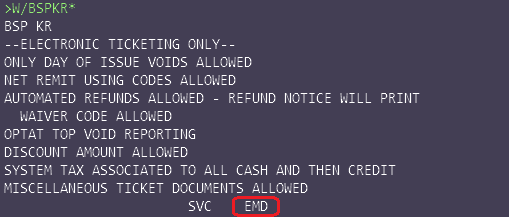 >W/BSPKR*
BSP KR
--ELECTRONIC TICKETING ONLY--
ONLY DAY OF ISSUE VOIDS ALLOWED
NET REMIT USING CODES ALLOWED
AUTOMATED REFUNDS ALLOWED - REFUND NOTICE WILL PRINT
WAIVER CODE ALLOWED
OPTAT TOP VOID REPORTING
DISCOUNT AMOUNT ALLOWED
SYSTEM TAX ASSOCIATED TO ALL CASH AND THEN CREDIT
MISCELLANEOUS TICKET DOCUMENTS ALLOWED
SVC EMD